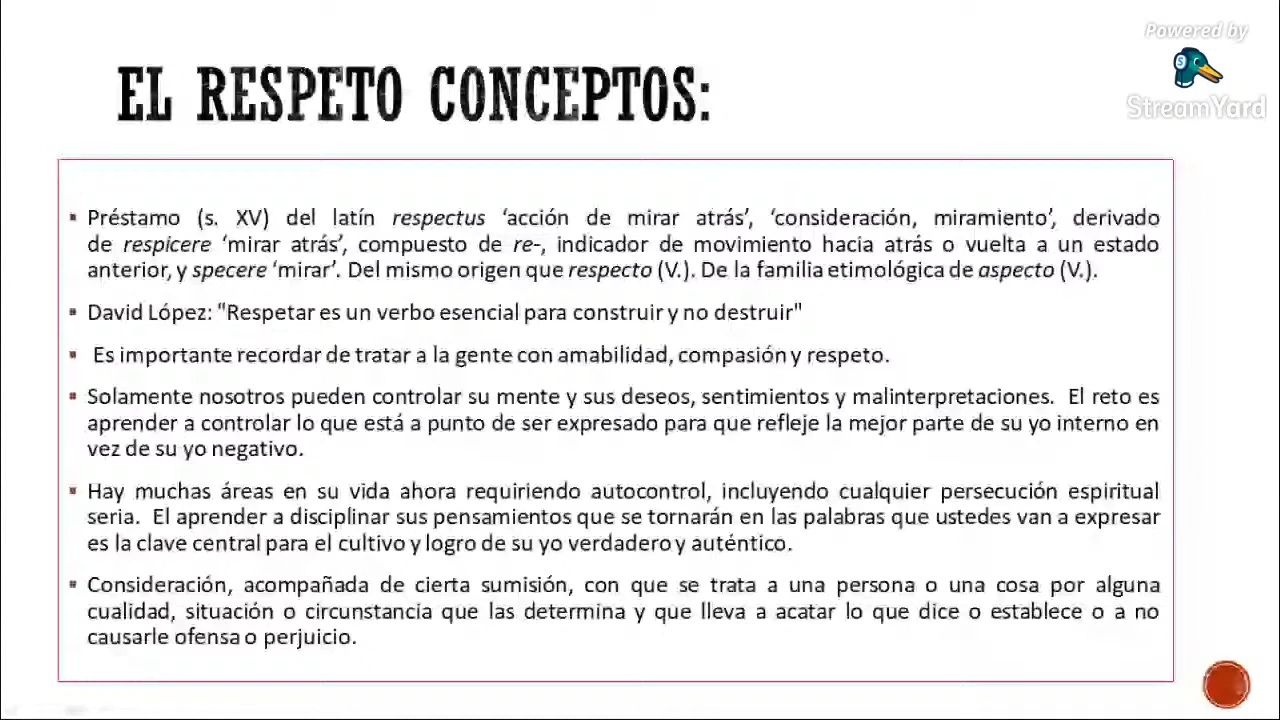 Powered by
StreamYard
EL RESPETO CONCEPTOS:
▪ Préstamo (s. XV) del latín respectus ‘acción de mirar atrás’, ‘consideración, miramiento’, derivado
de respicere ‘mirar atrás’, compuesto de re-, indicador de movimiento hacia atrás o vuelta a un estado
anterior, y specere ‘mirar’. Del mismo origen que respecto (V.). De la familia etimológica de aspecto (V.).
▪ David López: "Respetar es un verbo esencial para construir y no destruir"
▪ Es importante recordar de tratar a la gente con amabilidad, compasión y respeto.
▪ Solamente nosotros pueden controlar su mente y sus deseos, sentimientos y malinterpretaciones. El reto es
aprender a controlar lo que está a punto de ser expresado para que refleje la mejor parte de su yo interno en
vez de su yo negativo.
▪ Hay muchas áreas en su vida ahora requiriendo autocontrol, incluyendo cualquier persecución espiritual
seria. El aprender a disciplinar sus pensamientos que se tornarán en las palabras que ustedes van a expresar
es la clave central para el cultivo y logro de su yo verdadero y auténtico.
▪ Consideración, acompañada de cierta sumisión, con que se trata a una persona o una cosa por alguna
cualidad, situación o circunstancia que las determina y que lleva a acatar lo que dice o establece o a no
causarle ofensa o perjuicio.